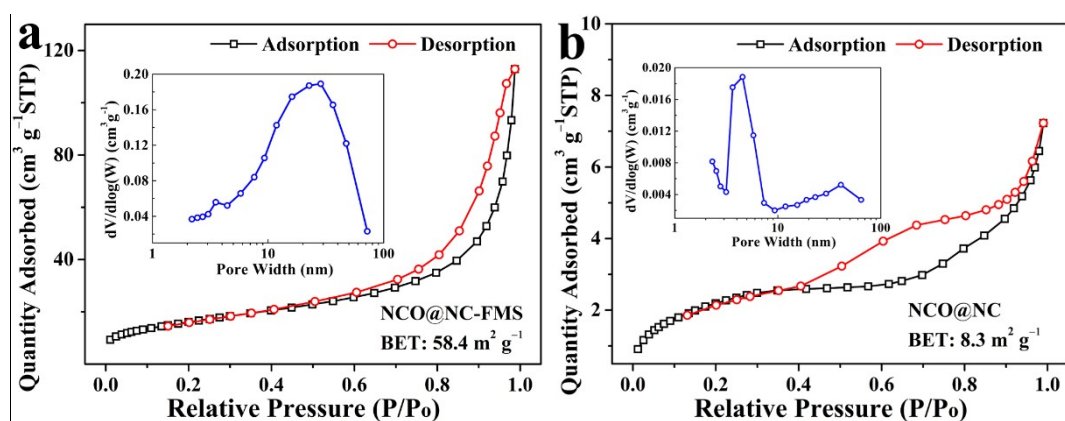 a
Adsorption Desorption
Quantity Adsorbed (cm³ g⁻¹STP)
120
80
40
0.0 0.2 0.4 0.6 0.8 1.0
Relative Pressure (P/Po)
dV/dlog(W) (cm³g⁻¹)
0.20
0.16
0.12
0.08
0.04
1 10 100
Pore Width (nm)
NCO@NC-FMS
BET: 58.4 m² g⁻¹
b
Adsorption Desorption
Quantity Adsorbed (cm³ g⁻¹STP)
10
8
6
4
2
0
0.0 0.2 0.4 0.6 0.8 1.0
Relative Pressure (P/Po)
dV/dlog(W) (cm³g⁻¹)
0.020
0.016
0.012
0.008
0.004
1 10 100
Pore Width (nm)
NCO@NC
BET: 8.3 m² g⁻¹